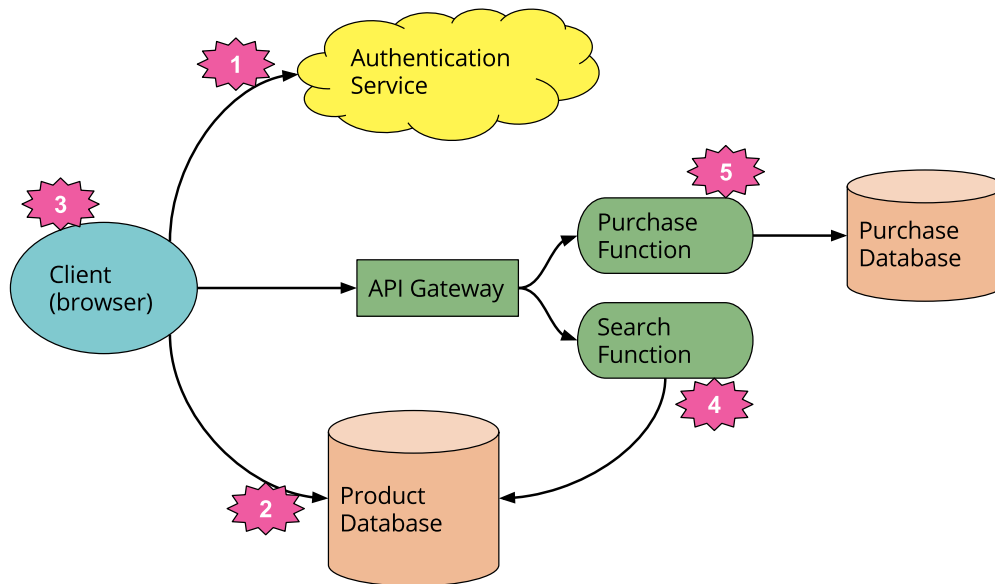 1
Authentication
Service
3
Client
(browser)
API Gateway
5
Purchase
Function
Purchase
Database
Search
Function
4
2
Product
Database